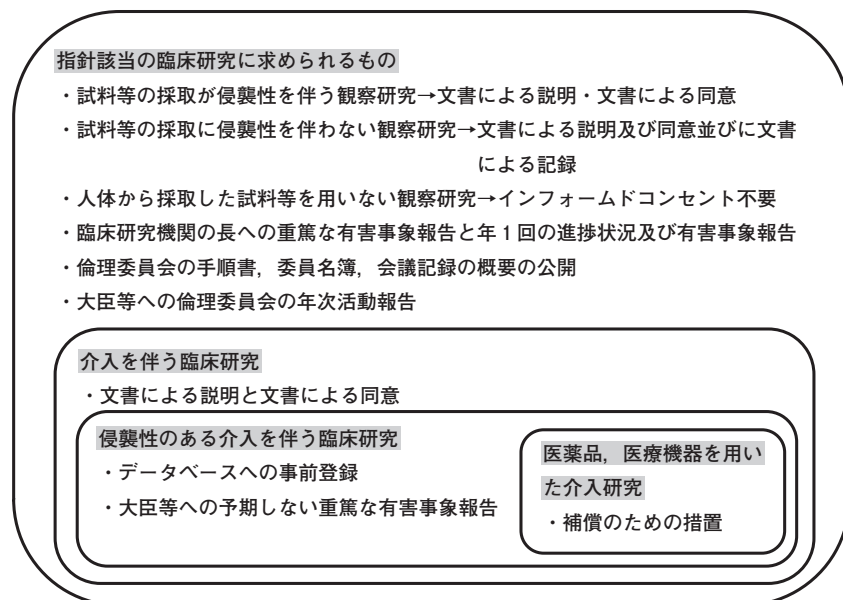 指針該当の臨床研究に求められるもの
・試料等の採取が侵襲性を伴う観察研究→文書による説明・文書による同意
・試料等の採取に侵襲性を伴わない観察研究→文書による説明及び同意並びに文書
による記録
・人体から採取した試料等を用いない観察研究→インフォームドコンセント不要
・臨床研究機関の長への重篤な有害事象報告と年1回の進捗状況及び有害事象報告
・倫理委員会の手順書，委員名簿，会議記録の概要の公開
・大臣等への倫理委員会の年次活動報告
介入を伴う臨床研究
・文書による説明と文書による同意
侵襲性のある介入を伴う臨床研究
・データベースへの事前登録
・大臣等への予期しない重篤な有害事象報告
医薬品，医療機器を用い
た介入研究
・補償のための措置